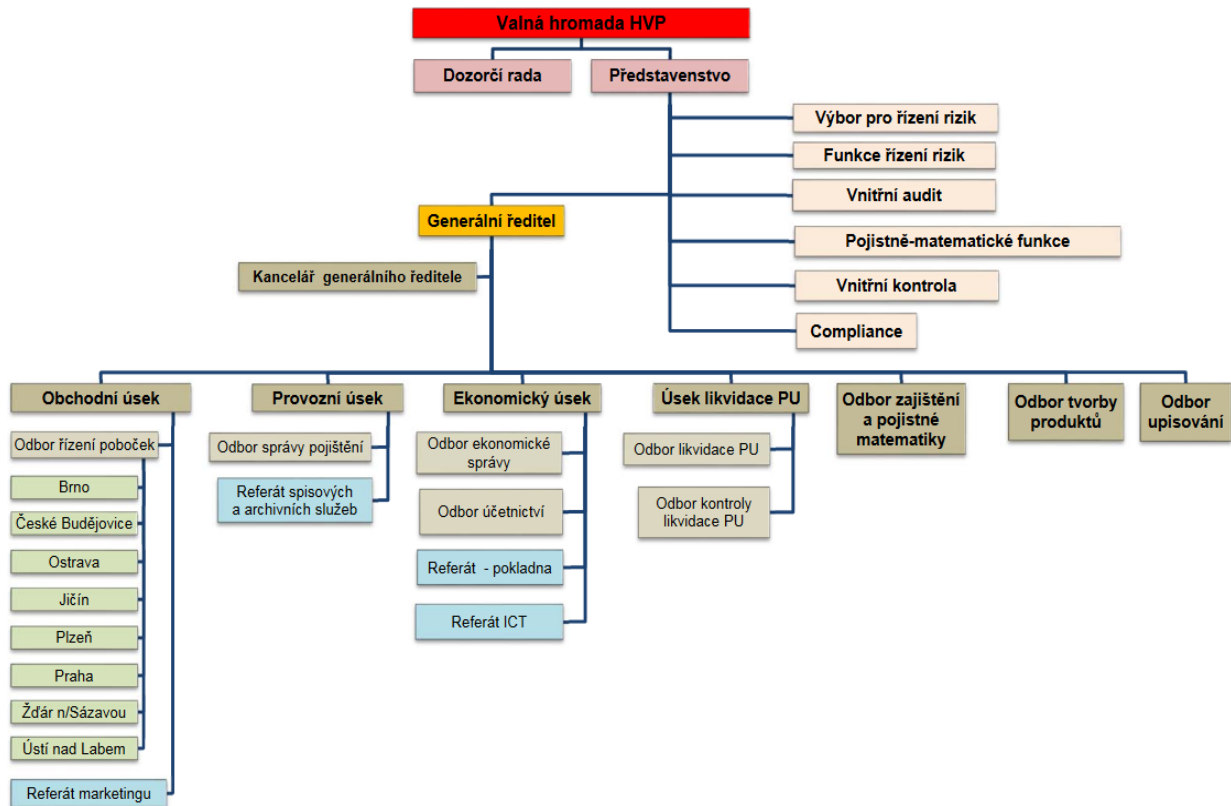 Valná hromada HVP
Dozorčí rada
Představenstvo
Výbor pro řízení rizik
Funkce řízení rizik
Vnitřní audit
Generální ředitel
Pojistně-matematické funkce
Kancelář generálního ředitele
Vnitřní kontrola
Compliance
Obchodní úsek
Odbor řízení poboček
Brno
České Budějovice
Ostrava
Jičín
Plzeň
Praha
Žďár n/Sázavou
Ústí nad Labem
Referát marketingu
Provozní úsek
Odbor správy pojištění
Referát spisových
a archivních služeb
Ekonomický úsek
Odbor ekonomické
správy
Odbor účetnictví
Referát - pokladna
Referát ICT
Úsek likvidace PU
Odbor likvidace PU
Odbor kontroly
likvidace PU
Odbor zajištění
a pojistné
matematiky
Odbor tvorby
produktů
Odbor
upisování